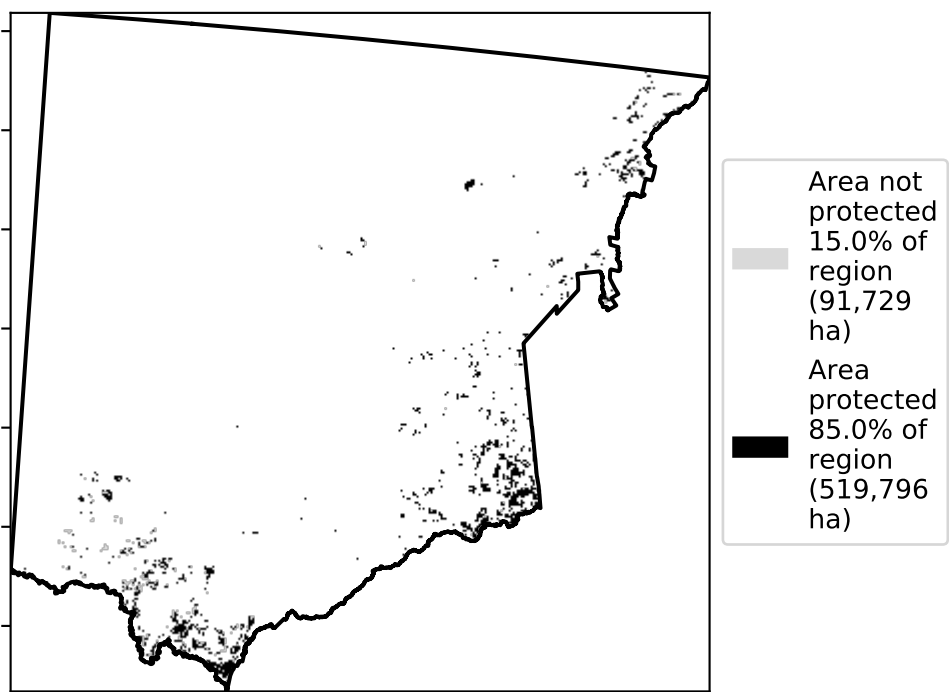 Area not
protected
15.0% of
region
(91,729
ha)
Area
protected
85.0% of
region
(519,796
ha)